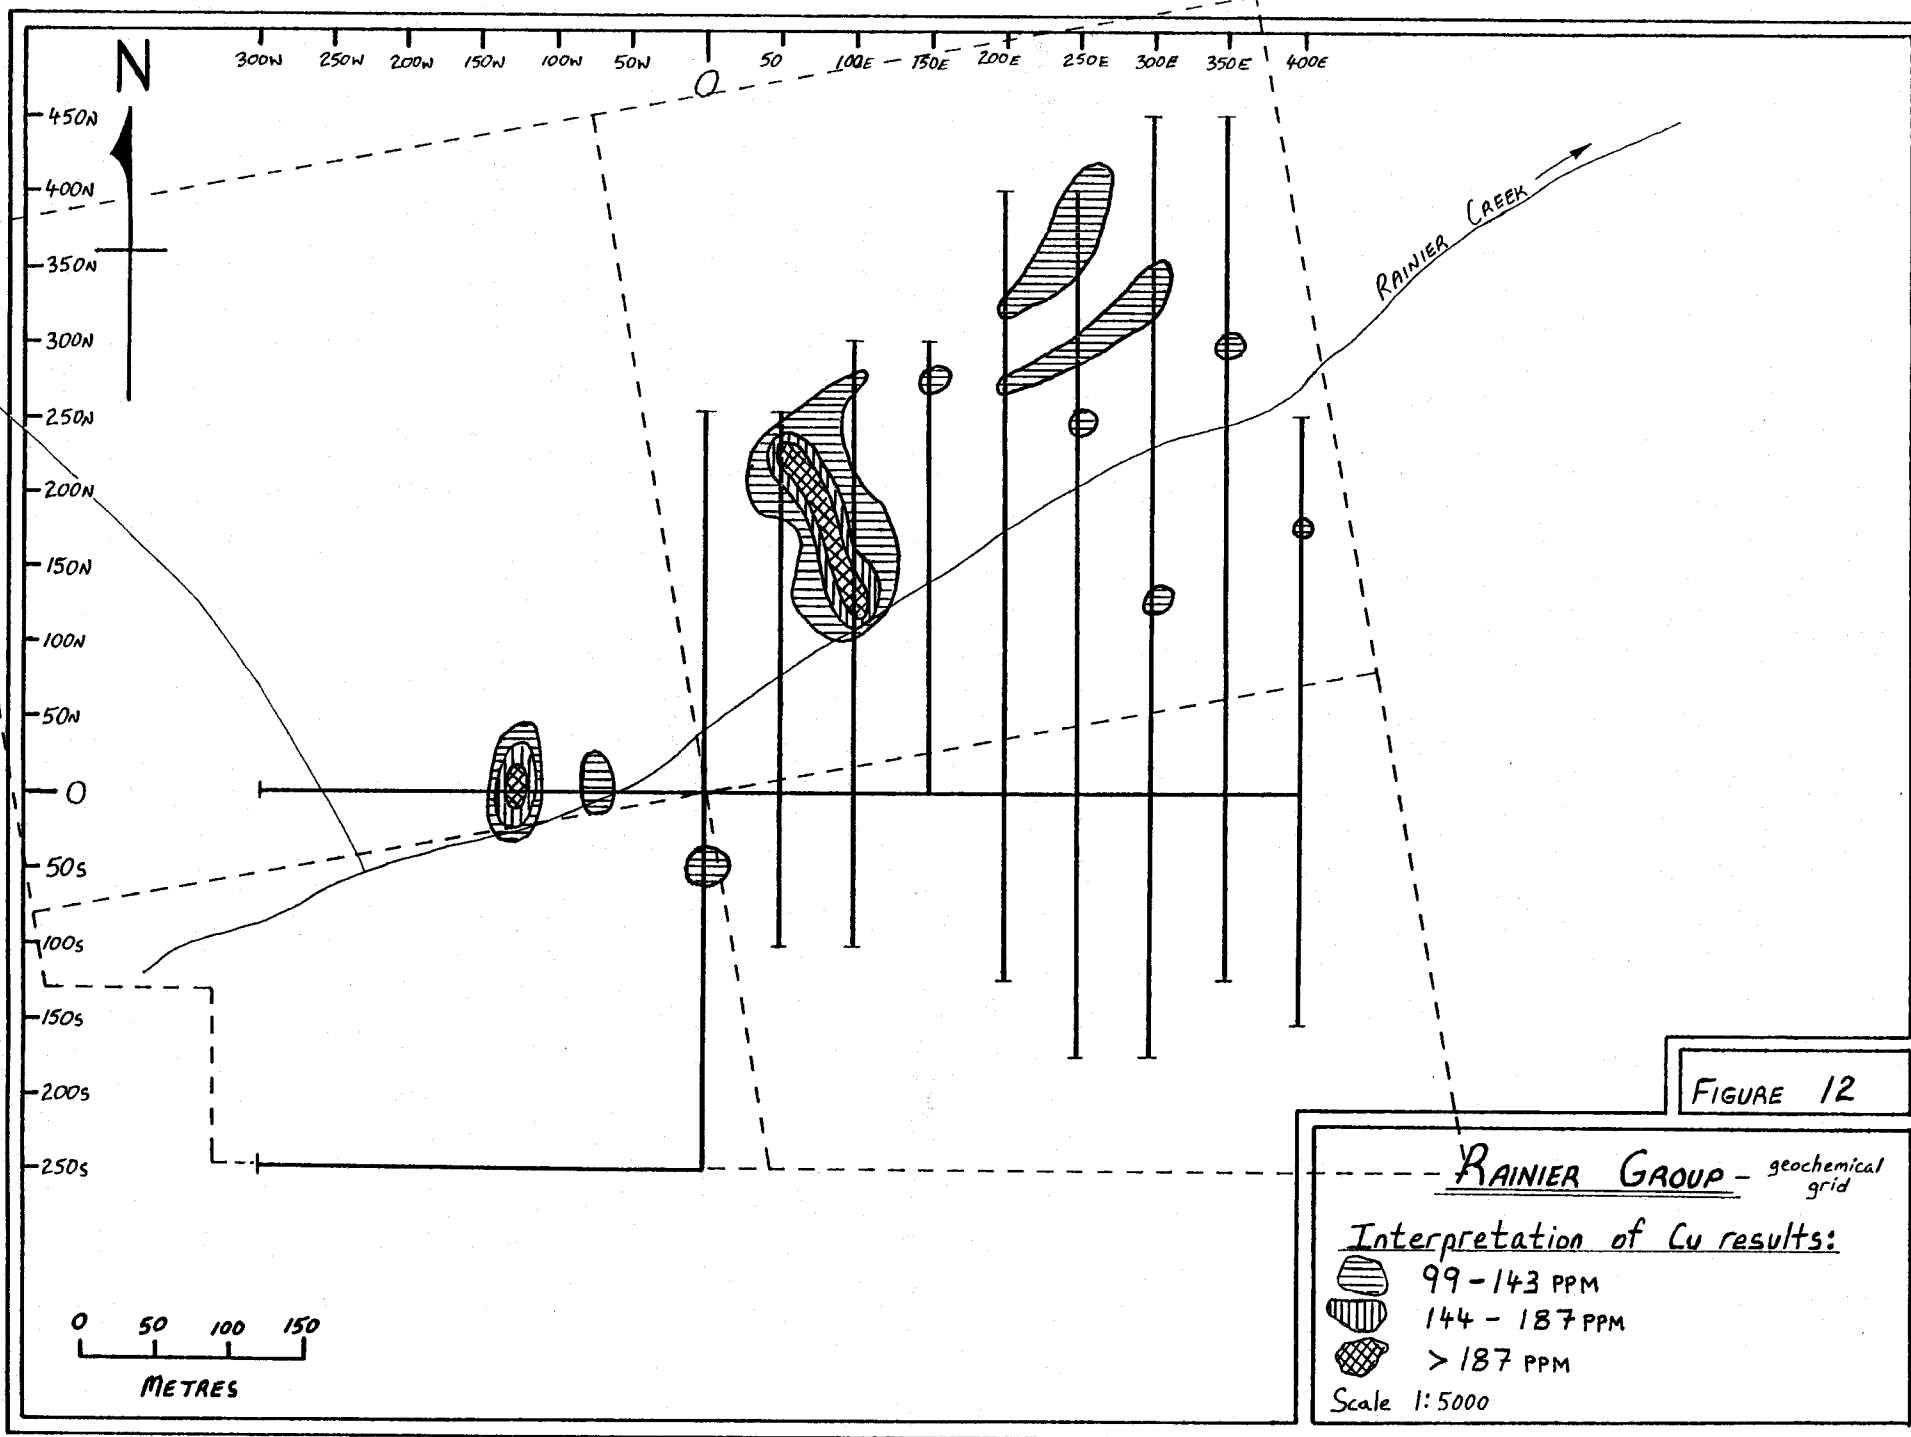 N
300W 250W 200W 150W 100W 50W O 50 100E 150E 200E 250E 300E 350E 400E
450N
400N
350N
300N
250N
200N
150N
100N
50N
O
50S
100S
150S
200S
250S
RAINIER CREEK
FIGURE 12
RAINIER GROUP - geochemical
grid
Interpretation of Cu results:
99-143 PPM
144 - 187 PPM
> 187 PPM
Scale 1:5000
0 50 100 150
METRES